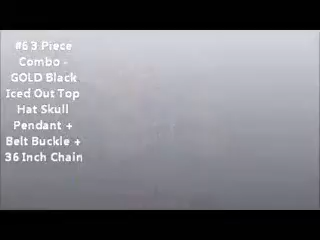 #6 3 Piece
Combo -
GOLD Black
Iced Out Top
Hat Skull
Pendant +
Belt Buckle +
36 Inch Chain